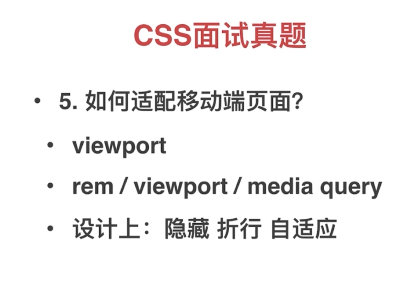 CSS面试真题
• 5. 如何适配移动端页面？
• viewport
• rem / viewport / media query
• 设计上：隐藏 折行 自适应